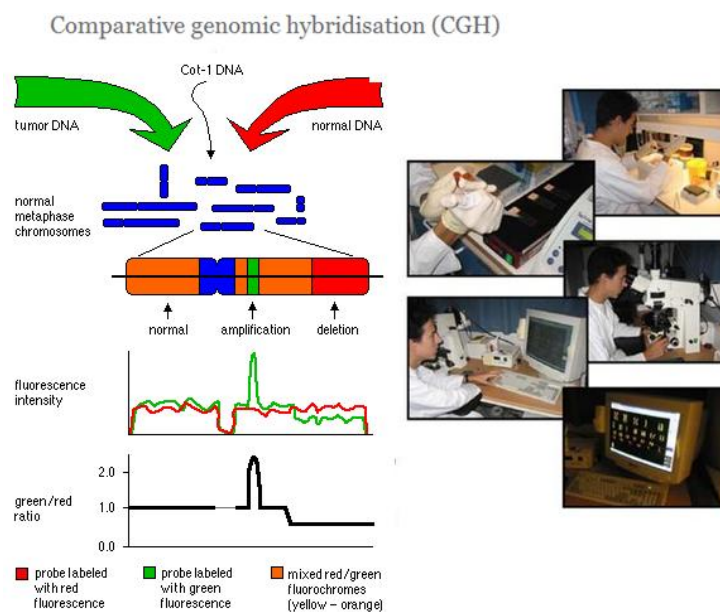 Comparative genomic hybridisation (CGH)
Cot-1 DNA
tumor DNA
normal DNA
normal
metaphase
chromosomes
normal
amplification
deletion
fluorescence
intensity
2.0
green/red
ratio
1.0
0.0
probe labeled
with red
fluorescence
probe labeled
with green
fluorescence
mixed red/green
fluorochromes
(yellow – orange)